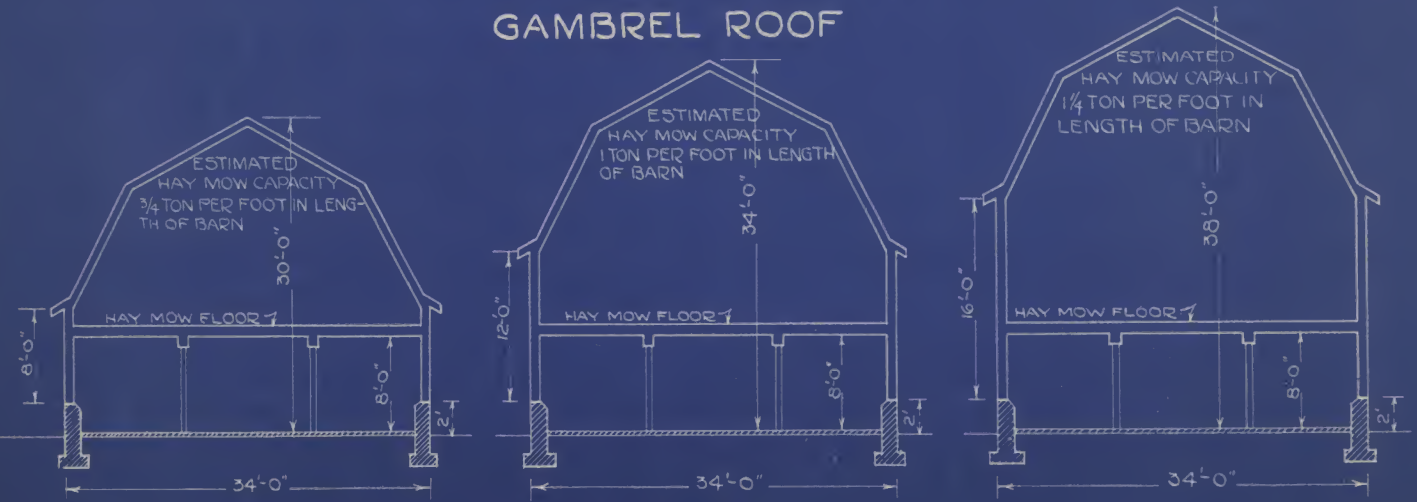 GAMBREL ROOF
ESTIMATED
HAY MOW CAPACITY
3/4 TON PER FOOT IN LENG-
TH OF BARN
30'-0"
HAY MOW FLOOR
8'-0"
8'-0"
2'
34'-0"
ESTIMATED
HAY MOW CAPACITY
1 TON PER FOOT IN LENGTH
OF BARN
34'-0"
HAY MOW FLOOR
12'-0"
8'-0"
2'
34'-0"
ESTIMATED
HAY MOW CAPACITY
1 1/4 TON PER FOOT IN
LENGTH OF BARN
38'-0"
HAY MOW FLOOR
16'-0"
8'-0"
2'
34'-0"